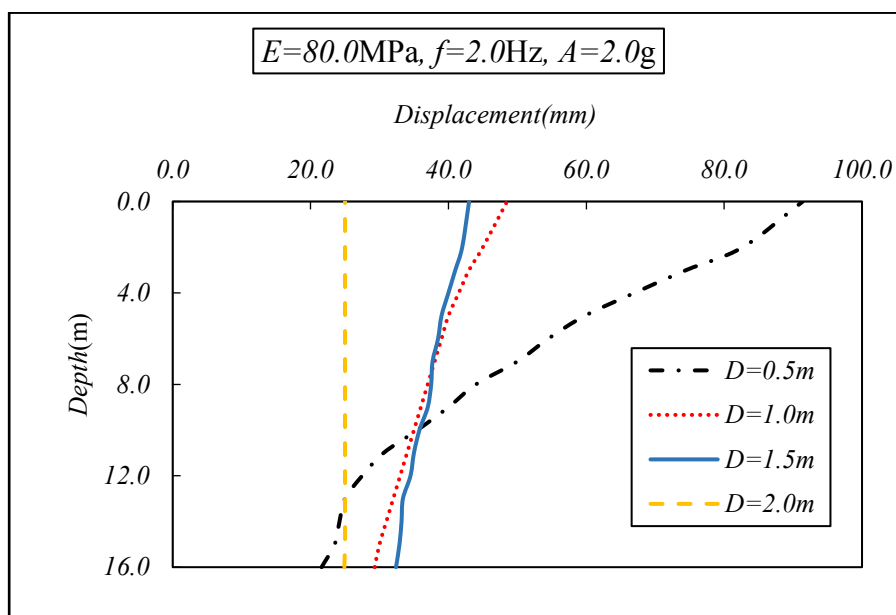 E=80.0MPa, f=2.0Hz, A=2.0g
Displacement(mm)
0.0 20.0 40.0 60.0 80.0 100.0
0.0
4.0
8.0
12.0
16.0
Depth(m)
D=0.5m
D=1.0m
D=1.5m
D=2.0m